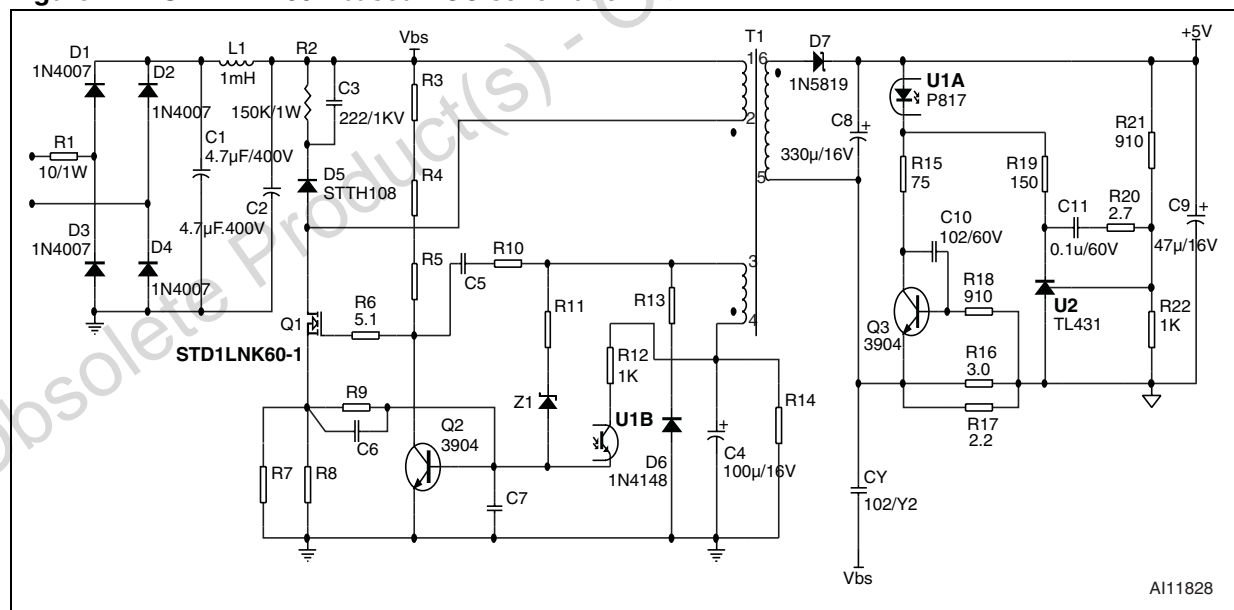 Obsolete Product(s) - O
Vbs
T1
D7
1N5819
+5V
D1
1N4007
D2
1N4007
L1
1mH
R2
150K/1W
C3
222/1KV
R3
1
6
U1A
P817
C8
330µ/16V
R21
910
R1
10/1W
C1
4.7µF/400V
2
D5
STTH108
R4
5
R15
75
R19
150
C2
4.7µF.400V
C10
102/60V
C11
0.1u/60V
R20
2.7
C9
47µ/16V
D3
1N4007
D4
1N4007
R5
C5
R10
3
R11
R13
4
R18
910
U2
TL431
R22
1K
Q1
STD1LNK60-1
R6
5.1
Q3
3904
R12
1K
R16
3.0
R17
2.2
R9
C6
Z1
U1B
R14
Q2
3904
R7
R8
C7
D6
1N4148
C4
100µ/16V
CY
102/Y2
Vbs
AI11828